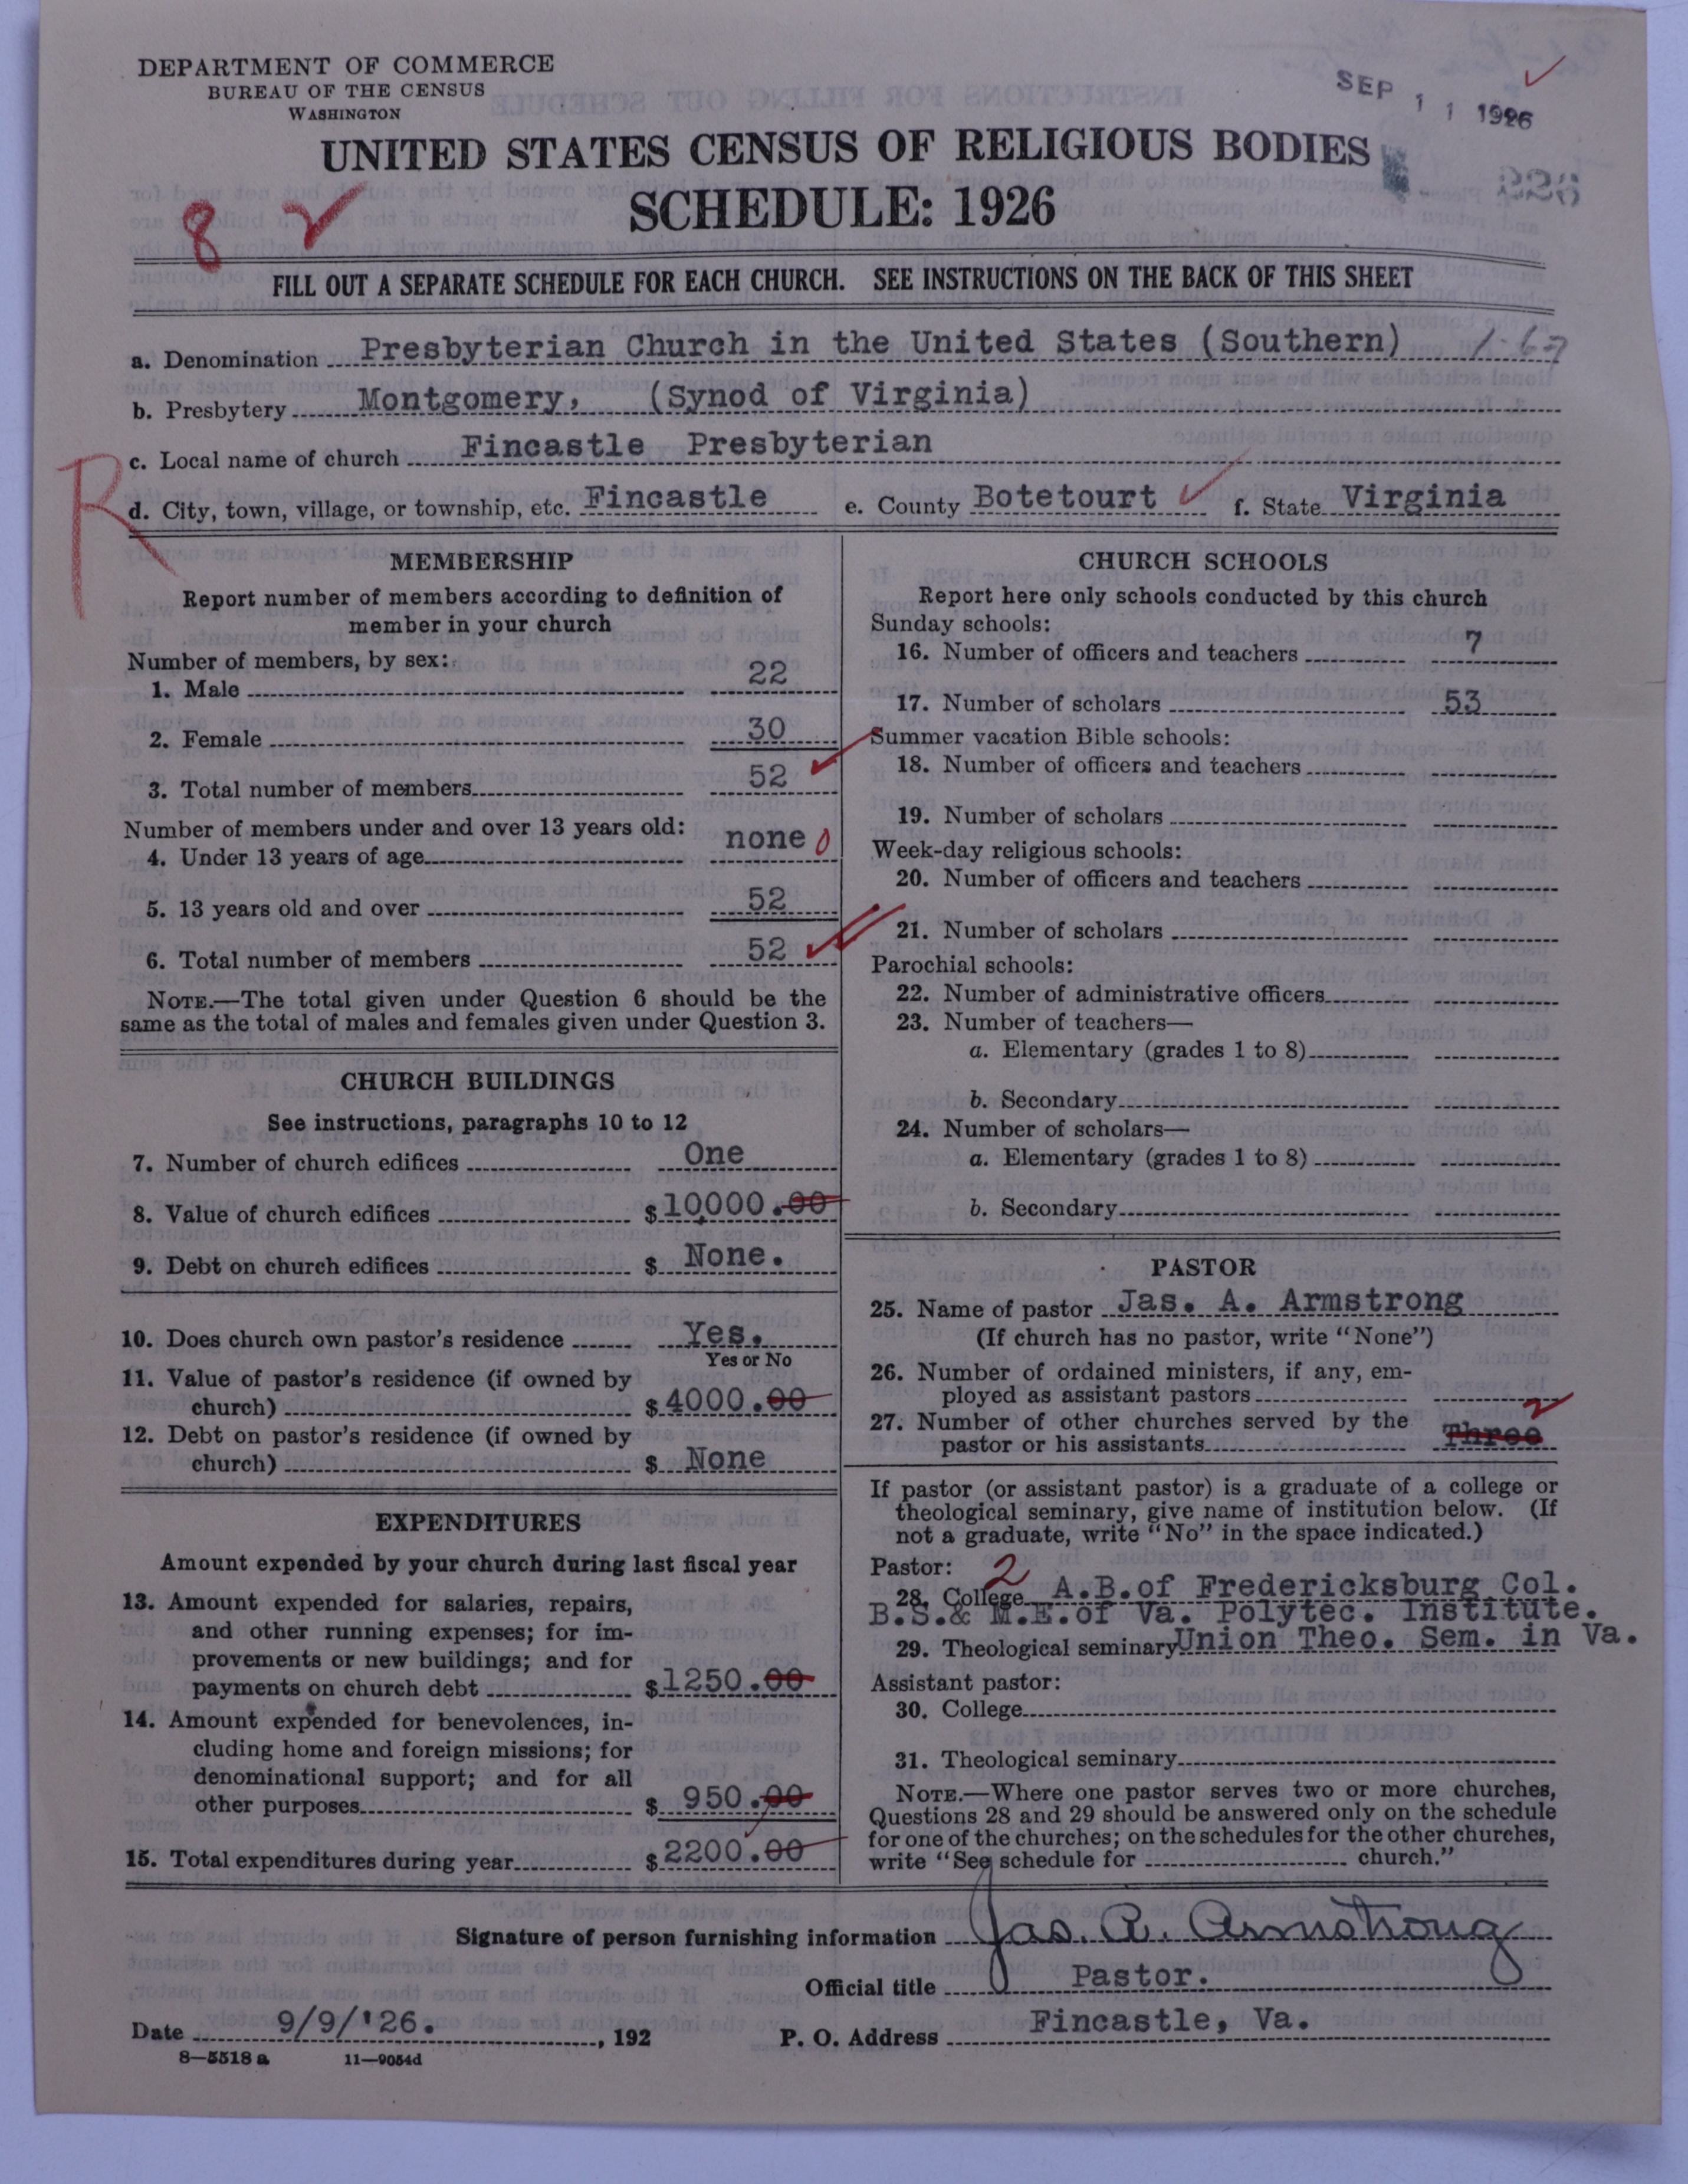 DEPARTMENT OF COMMERCE
BUREAU OF THE CENSUS
WASHINGTON
SEP 11 1926
UNITED STATES CENSUS OF RELIGIOUS BODIES
SCHEDULE: 1926
8 2
FILL OUT A SEPARATE SCHEDULE FOR EACH CHURCH. SEE INSTRUCTIONS ON THE BACK OF THIS SHEET
a. Denomination Presbyterian Church in the United States (Southern) 1-67
b. Presbytery Montgomery, (Synod of Virginia)
c. Local name of church Fincastle Presbyterian
R
d. City, town, village, or township, etc. Fincastle e. County Botetourt ✓ f. State Virginia
MEMBERSHIP
Report number of members according to definition of
member in your church
Number of members, by sex:
1. Male 22
2. Female 30
3. Total number of members 52 ✓
Number of members under and over 13 years old:
4. Under 13 years of age none 0
5. 13 years old and over 52
6. Total number of members 52 ✓
NOTE.—The total given under Question 6 should be the
same as the total of males and females given under Question 3.
CHURCH BUILDINGS
See instructions, paragraphs 10 to 12
7. Number of church edifices One
8. Value of church edifices $10000.00
9. Debt on church edifices $ None.
10. Does church own pastor's residence Yes.
Yes or No
11. Value of pastor's residence (if owned by
church) $4000.00
12. Debt on pastor's residence (if owned by
church) $ None
EXPENDITURES
Amount expended by your church during last fiscal year
13. Amount expended for salaries, repairs,
and other running expenses; for im-
provements or new buildings; and for
payments on church debt $1250.00
14. Amount expended for benevolences, in-
cluding home and foreign missions; for
denominational support; and for all
other purposes $ 950.00
15. Total expenditures during year $2200.00
CHURCH SCHOOLS
Report here only schools conducted by this church
Sunday schools:
16. Number of officers and teachers 7
17. Number of scholars 53
Summer vacation Bible schools:
18. Number of officers and teachers
19. Number of scholars
Week-day religious schools:
20. Number of officers and teachers
21. Number of scholars
Parochial schools:
22. Number of administrative officers
23. Number of teachers—
a. Elementary (grades 1 to 8)
b. Secondary
24. Number of scholars—
a. Elementary (grades 1 to 8)
b. Secondary
PASTOR
25. Name of pastor Jas. A. Armstrong
(If church has no pastor, write "None")
26. Number of ordained ministers, if any, em-
ployed as assistant pastors
27. Number of other churches served by the 2
pastor or his assistants Three
If pastor (or assistant pastor) is a graduate of a college or
theological seminary, give name of institution below. (If
not a graduate, write "No" in the space indicated.)
Pastor: 2
28. College A.B.of Fredericksburg Col.
B.S.& M.E.of Va. Polytec. Institute.
29. Theological seminary Union Theo. Sem. in Va.
Assistant pastor:
30. College
31. Theological seminary
NOTE.—Where one pastor serves two or more churches,
Questions 28 and 29 should be answered only on the schedule
for one of the churches; on the schedules for the other churches,
write "See schedule for church."
Signature of person furnishing information Jas. A. Armstrong
Official title Pastor.
Date 9/9/'26. , 192 P. O. Address Fincastle, Va.
8—5518 a 11—9054d